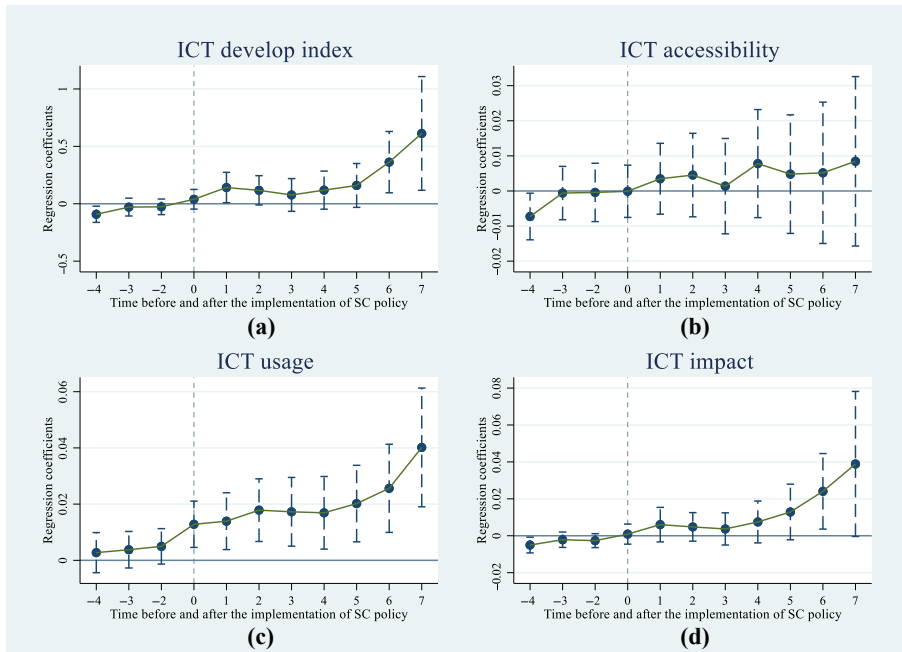 ICT develop index
Regression coefficients
1
0.5
0
-0.5
−4 −3 −2 0 1 2 3 4 5 6 7
Time before and after the implementation of SC policy
(a)
ICT accessibility
Regression coefficients
0.03
0.02
0.01
0
-0.01
-0.02
−4 −3 −2 0 1 2 3 4 5 6 7
Time before and after the implementation of SC policy
(b)
ICT usage
Regression coefficients
0.06
0.04
0.02
0
−4 −3 −2 0 1 2 3 4 5 6 7
Time before and after the implementation of SC policy
(c)
ICT impact
Regression coefficients
0.08
0.06
0.04
0.02
0
-0.02
−4 −3 −2 0 1 2 3 4 5 6 7
Time before and after the implementation of SC policy
(d)